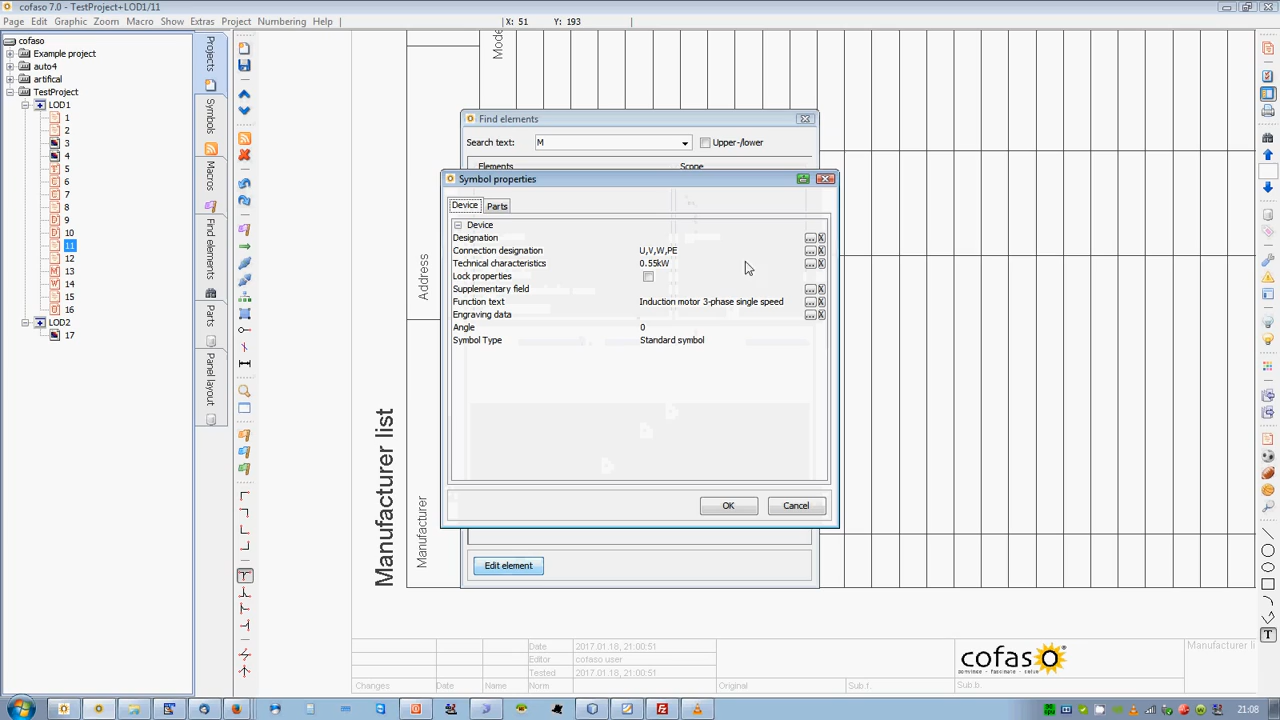 cofaso 7.0 - TestProject+LOD1/11
Page Edit Graphic Zoom Macro Show Extras Project Numbering Help
X: 51 Y: 193
cofaso
Example project
auto4
artifical
TestProject
LOD1
1
2
3
4
5
6
7
8
9
10
11
12
13
14
15
16
LOD2
17
Projects
Symbols
Macros
Find elements
Parts
Panel layout
Mode
Address
Manufacturer list
Manufacturer
Find elements
Search text: M Upper-/lower
Elements Scope
Symbol properties
Device Parts
Device
Designation
Connection designation U,V,W,PE
Technical characteristics 0.55kW
Lock properties
Supplementary field
Function text Induction motor 3-phase single speed
Engraving data
Angle 0
Symbol Type Standard symbol
OK Cancel
Edit element
Date 2017.01.18, 21:00:51
Editor cofaso user
Tested 2017.01.18, 21:00:51
Changes Date Name Norm Original Sub.f. Sub.b.
cofaso
Manufacturer li
21:08